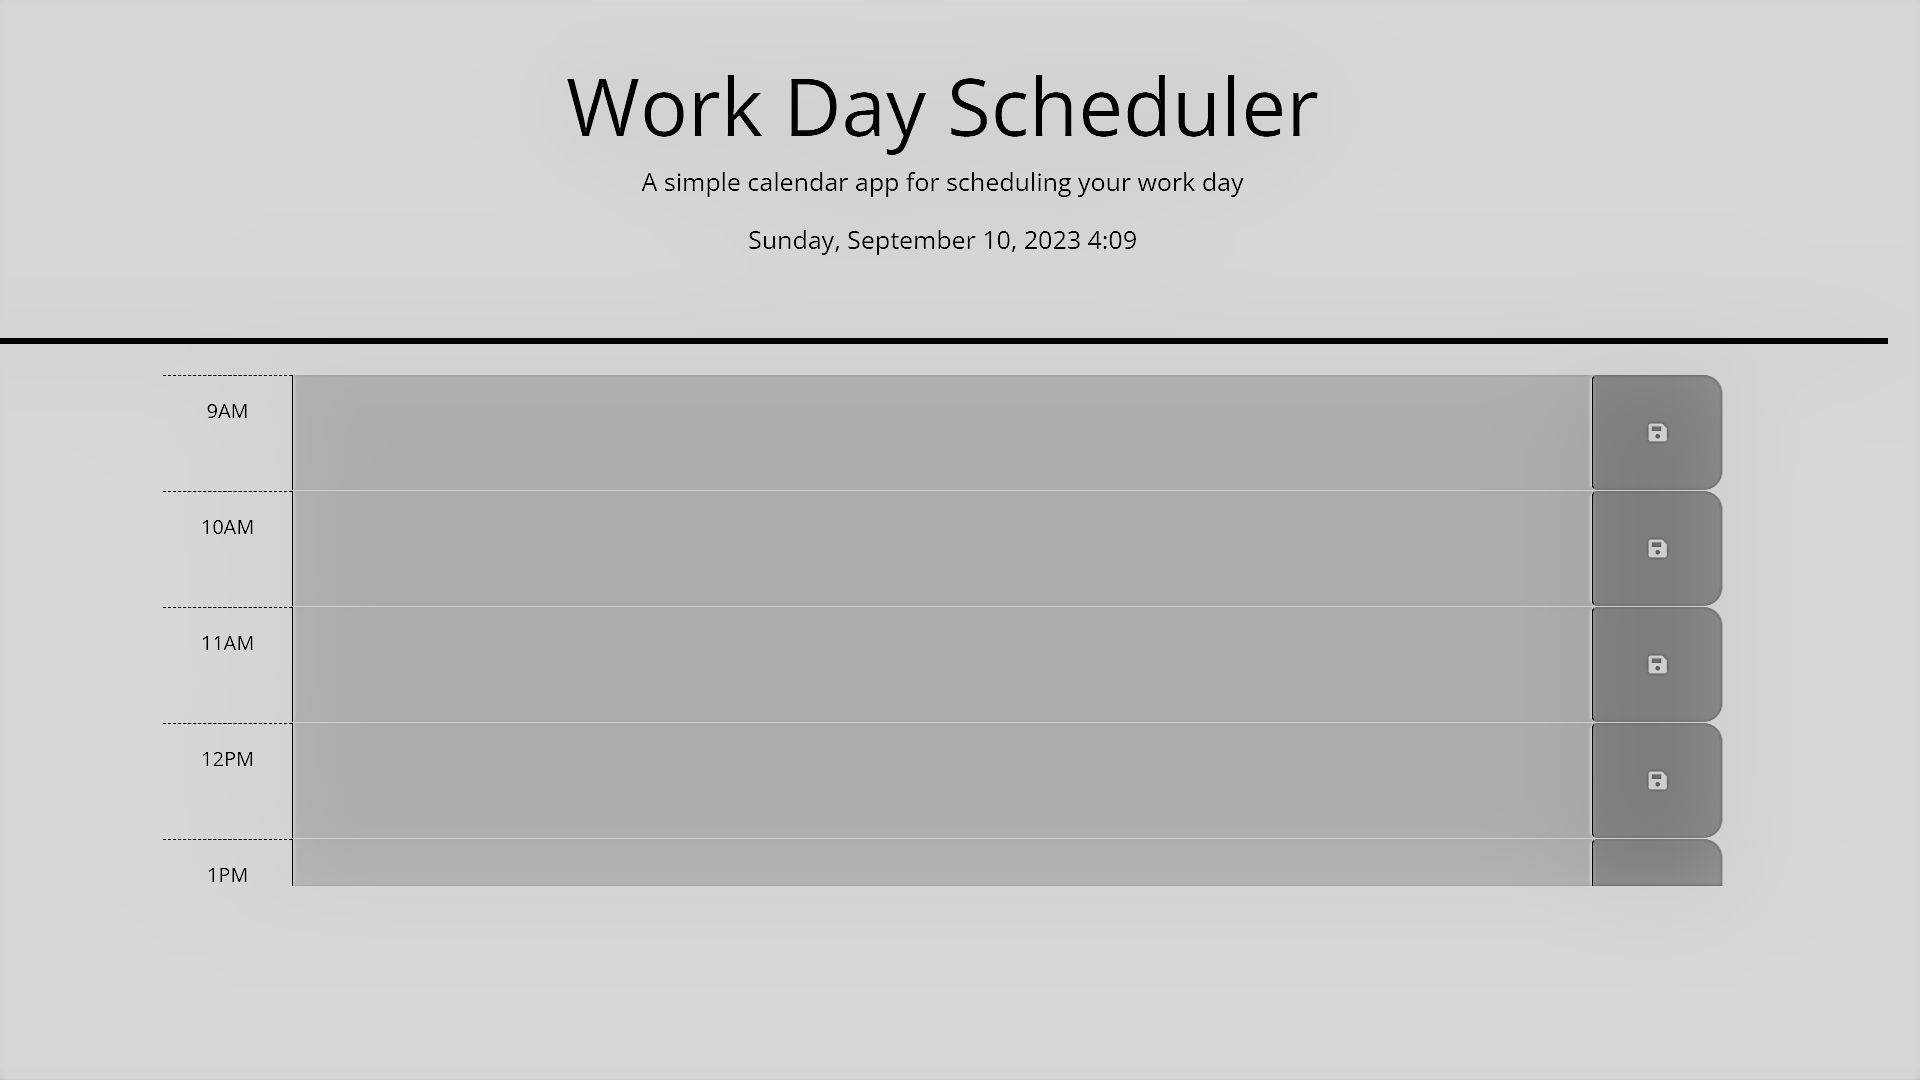 Work Day Scheduler
A simple calendar app for scheduling your work day
Sunday, September 10, 2023 4:09
9AM
10AM
11AM
12PM
1PM